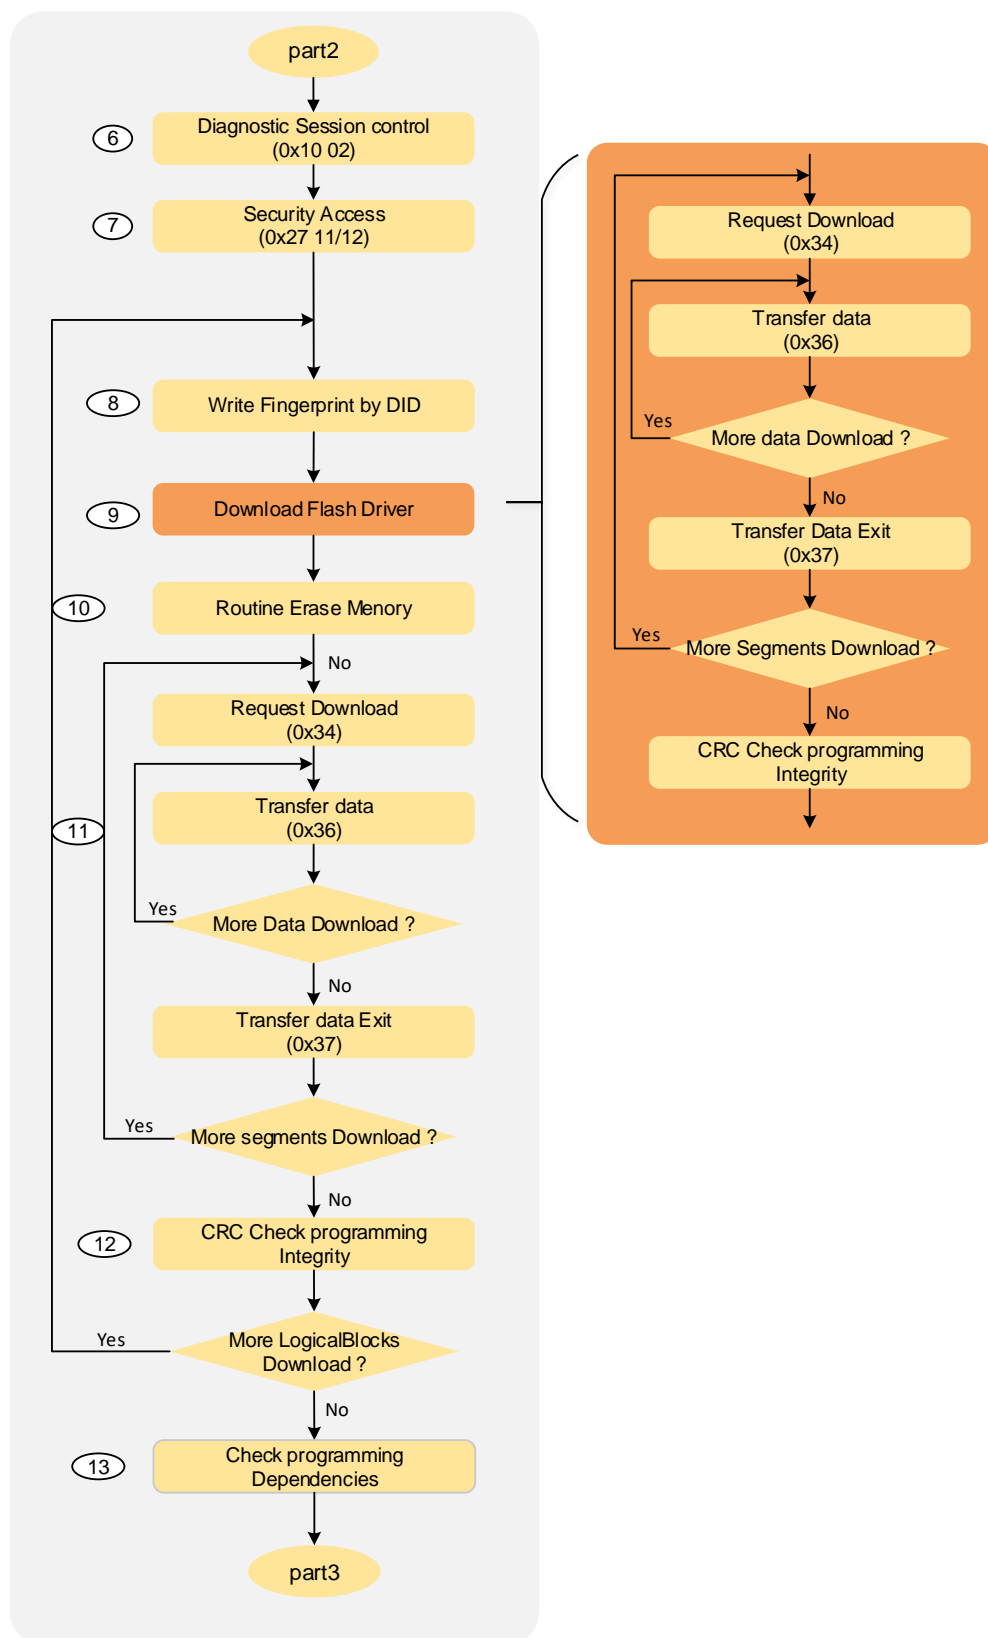 part2
6
Diagnostic Session control
(0x10 02)
7
Security Access
(0x27 11/12)
8
Write Fingerprint by DID
9
Download Flash Driver
10
Routine Erase Menory
No
Request Download
(0x34)
11
Transfer data
(0x36)
Yes
More Data Download ?
No
Transfer data Exit
(0x37)
Yes
More segments Download ?
No
12
CRC Check programming
Integrity
Yes
More LogicalBlocks
Download ?
No
13
Check programming
Dependencies
part3
Request Download
(0x34)
Transfer data
(0x36)
Yes
More data Download ?
No
Transfer Data Exit
(0x37)
Yes
More Segments Download ?
No
CRC Check programming
Integrity